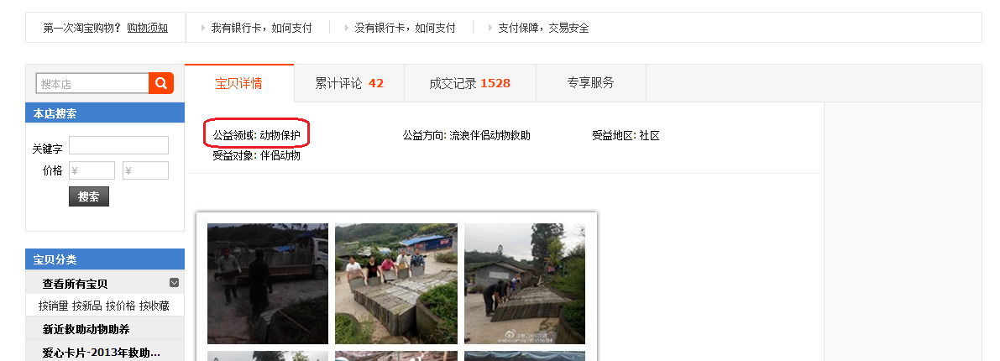 第一次淘宝购物？ 购物须知 我有银行卡，如何支付 没有银行卡，如何支付 支付保障，交易安全
搜本店 宝贝详情 累计评论 42 成交记录 1528 专享服务
本店搜索
关键字
价格 ¥ ¥
搜索
公益领域: 动物保护 公益方向: 流浪伴侣动物救助 受益地区: 社区
受益对象: 伴侣动物
宝贝分类
查看所有宝贝
按销量 按新品 按价格 按收藏
新近救助动物助养
爱心卡片-2013年救助...